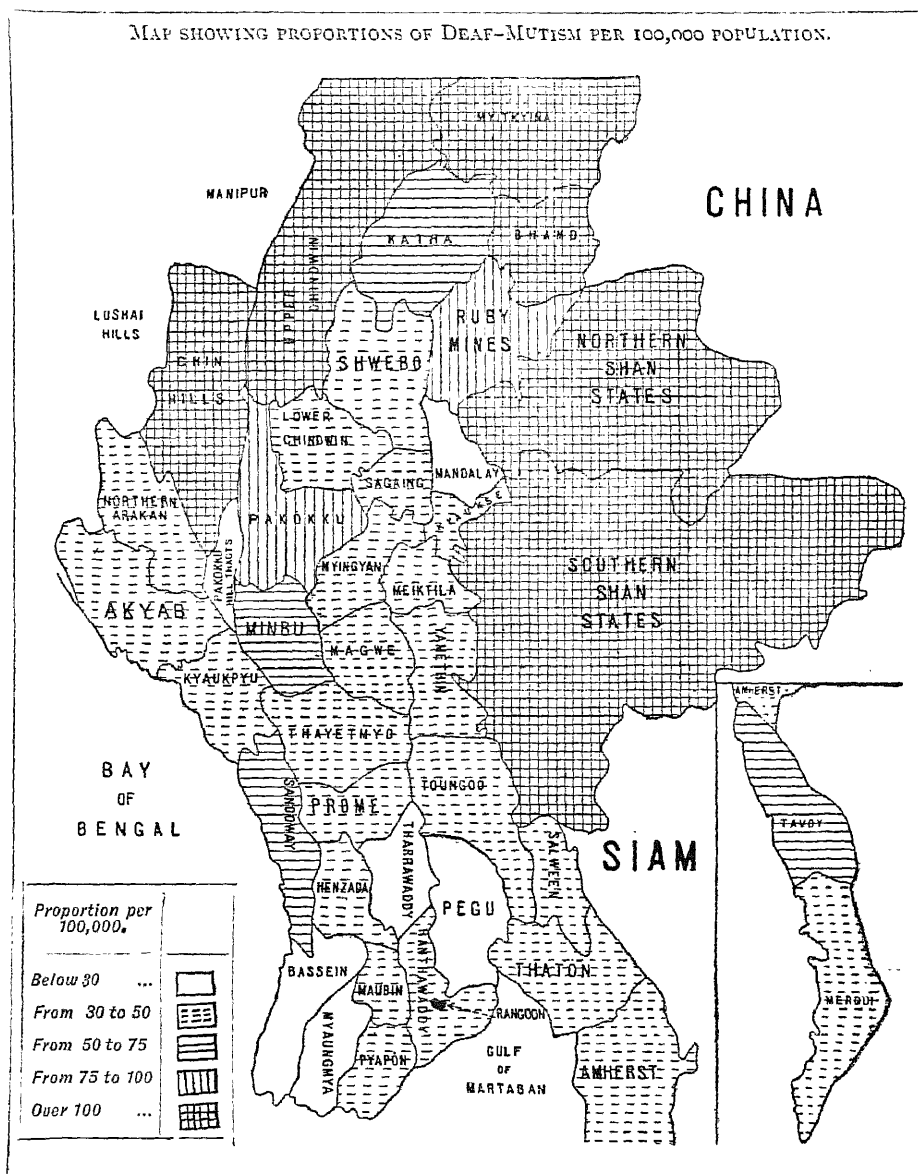 MAP SHOWING PROPORTIONS OF DEAF-MUTISM PER 100,000 POPULATION.
MYITKYINA
MANIPUR
CHINA
KATHA
BHAMO
UPPER
CHINDWIN
LUSHAI
HILLS
RUBY
MINES
CHIN
HILLS
SHWEBO
NORTHERN
SHAN
STATES
LOWER
CHINDWIN
SAGAING
MANDALAY
NORTHERN
ARAKAN
PAKOKKU
KYAUKSE
PAKOKKU
HILL TRACTS
MYINGYAN
MEIKTILA
SOUTHERN
SHAN
STATES
AKYAB
MINBU
MAGWE
YAMETHIN
KYAUKPYU
AMHERST
THAYETMYO
BAY
OF
BENGAL
SANDOWAY
PROME
TOUNGOO
TAVOY
THARRAWADDY
SALWEEN
SIAM
HENZADA
PEGU
Proportion per
100,000.
Below 30 ...
From 30 to 50
From 50 to 75
From 75 to 100
Over 100 ...
BASSEIN
HANTHAWADDY
THATON
MAUBIN
MERGUI
RANGOON
MYAUNGMYA
PYAPON
GULF
OF
MARTABAN
AMHERST